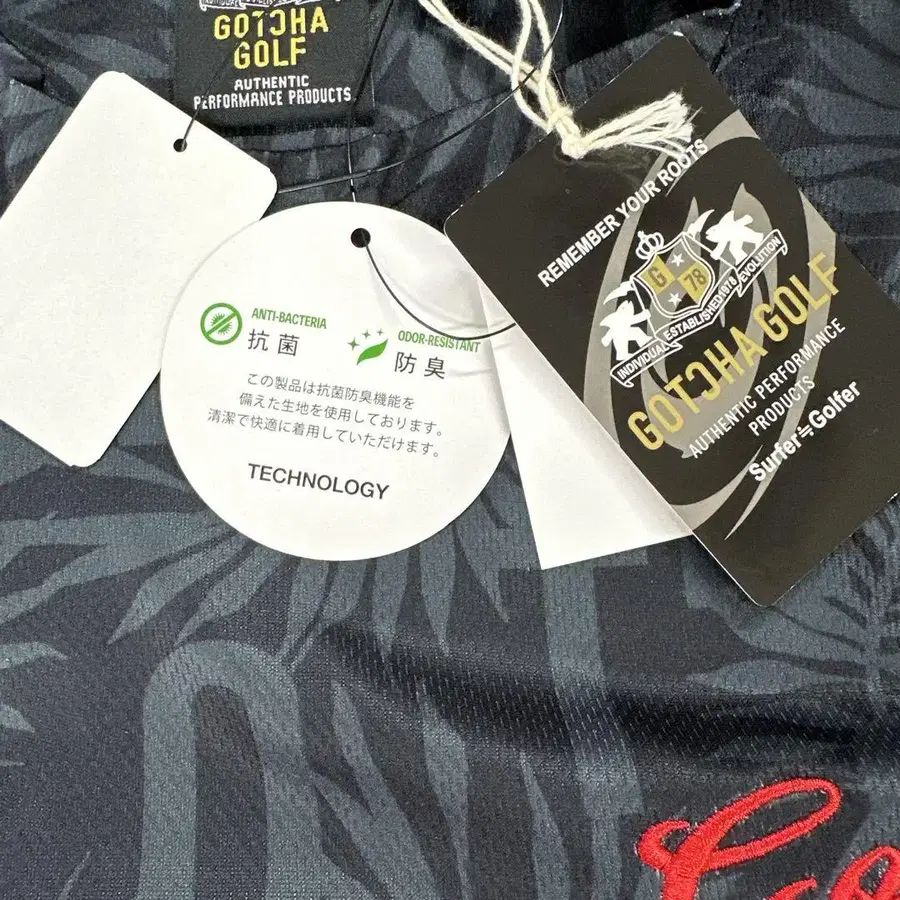 GOTCHA
GOLF
AUTHENTIC
PERFORMANCE PRODUCTS
ANTI-BACTERIA
抗菌
ODOR-RESISTANT
防臭
この製品は抗菌防臭機能を
備えた生地を使用しております。
清潔で快適に着用していただけます。
TECHNOLOGY
REMEMBER YOUR ROOTS
G
78
INDIVIDUAL ESTABLISHED1978 EVOLITION
GOTCHA GOLF
AUTHENTIC PERFORMANCE
PRODUCTS
Surfer≒Golfer